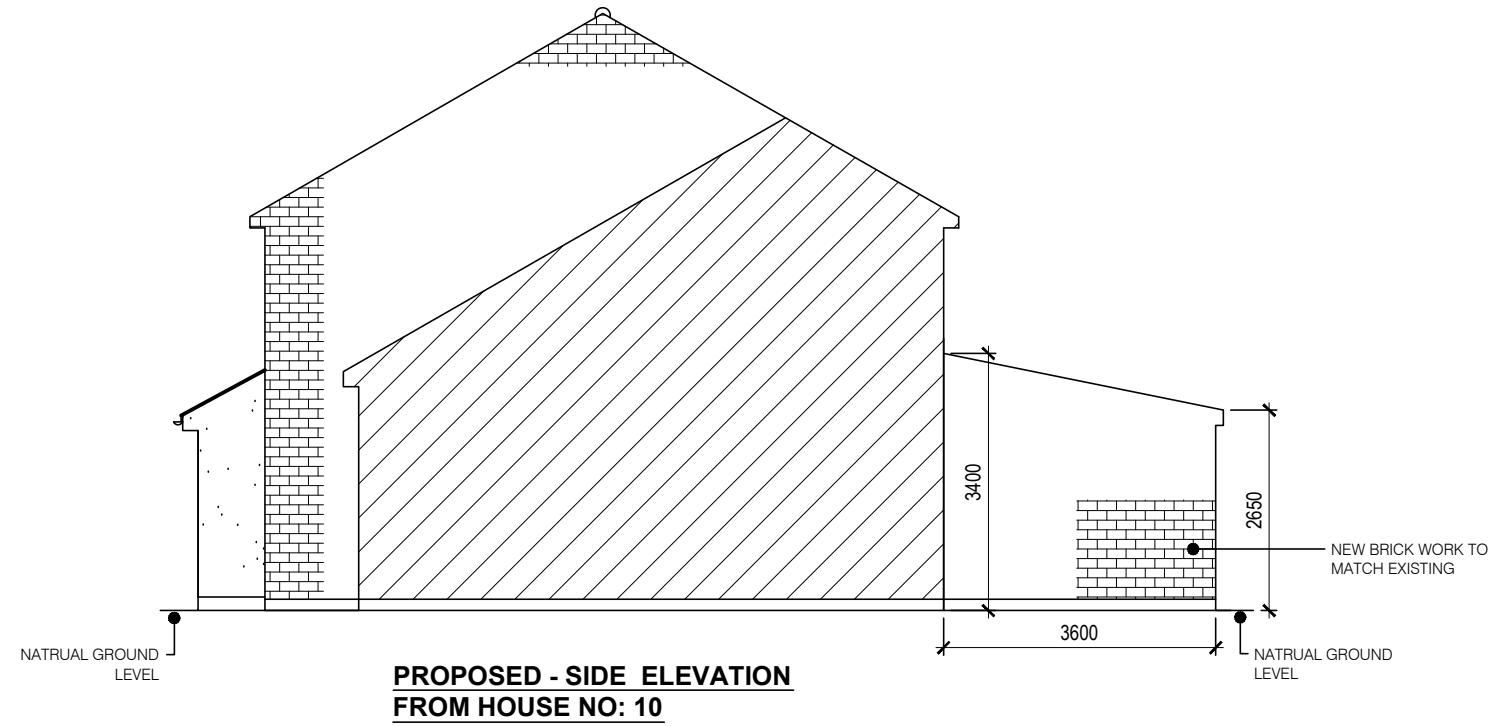 3400
2650
NEW BRICK WORK TO
MATCH EXISTING
3600
NATRUAL GROUND
LEVEL
NATRUAL GROUND
LEVEL
PROPOSED - SIDE ELEVATION
FROM HOUSE NO: 10